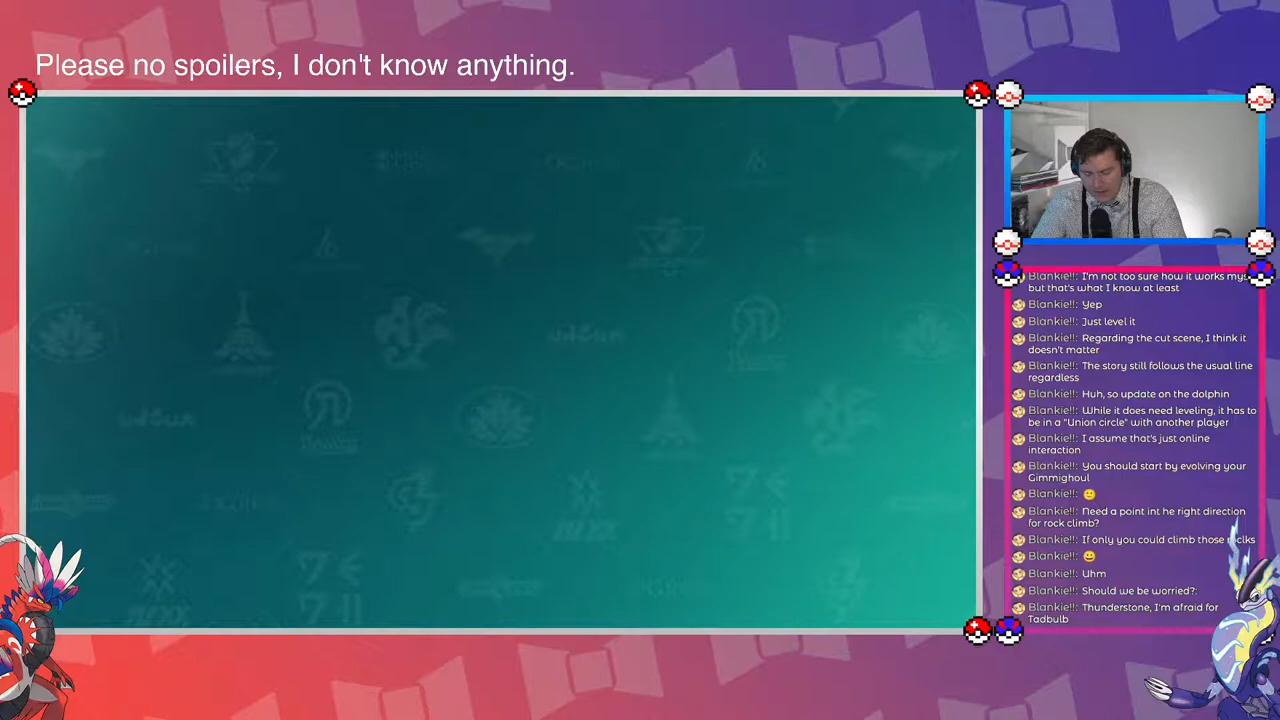 Please no spoilers, I don't know anything.
Blankie!!: I'm not too sure how it works
but that's what I know at least
Blankie!!: Yep
Blankie!!: Just level it
Blankie!!: Regarding the cut scene, I think it
doesn't matter
Blankie!!: The story still follows the usual line
regardless
Blankie!!: Huh, so update on the dolphin
Blankie!!: While it does need leveling, it has to
be in a "Union circle" with another player
Blankie!!: I assume that's just online
interaction
Blankie!!: You should start by evolving your
Gimmighoul
Blankie!!: 🙂
Blankie!!: Need a point int he right direction
for rock climb?
Blankie!!: If only you could climb those rocks
Blankie!!: 😀
Blankie!!: Uhm
Blankie!!: Should we be worried?:
Blankie!!: Thunderstone, I'm afraid for
Tadbulb